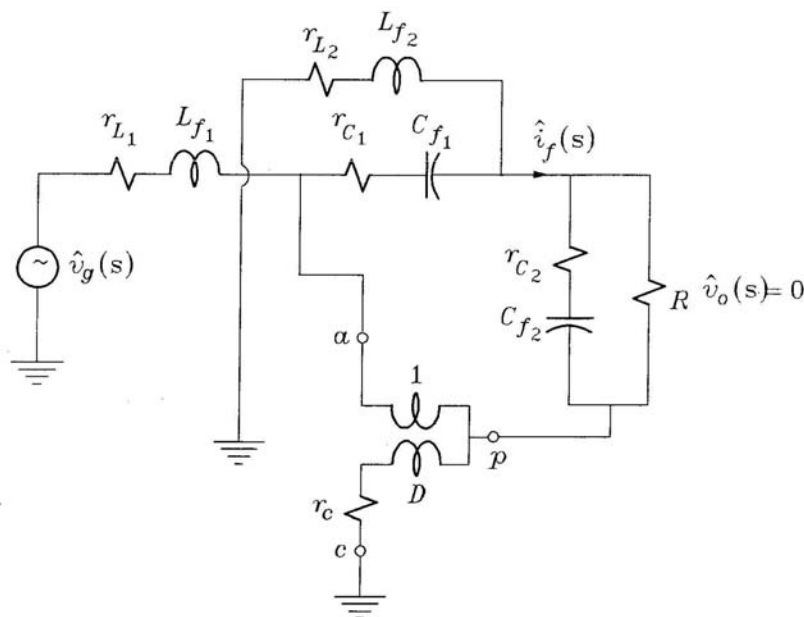 r_{L_2} L_{f_2}
r_{L_1} L_{f_1} r_{C_1} C_{f_1} \hat{i}_f(s)
~ \hat{v}_g(s) r_{C_2} C_{f_2} R \hat{v}_o(s)=0
a
1
p
D
r_c
c